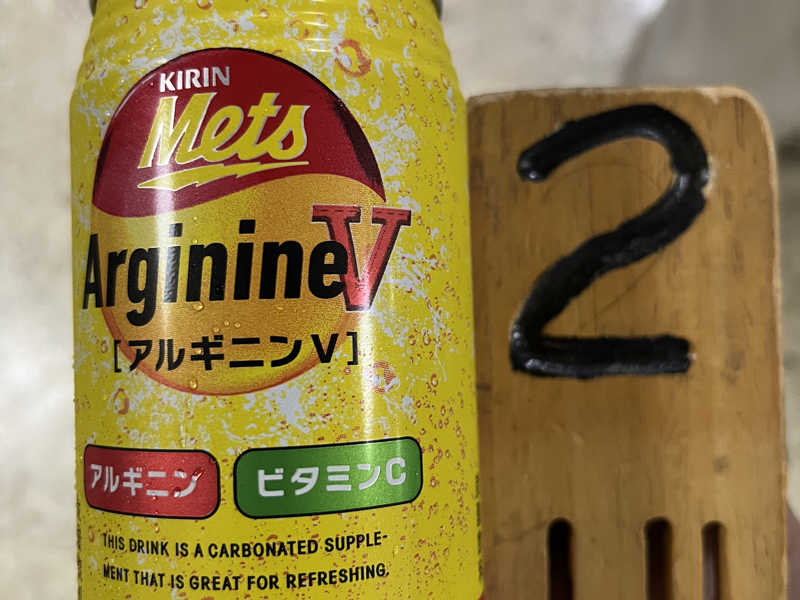 KIRIN
Mets
Arginine V
[アルギニンV]
アルギニン
ビタミンC
THIS DRINK IS A CARBONATED SUPPLE-
MENT THAT IS GREAT FOR REFRESHING.
2